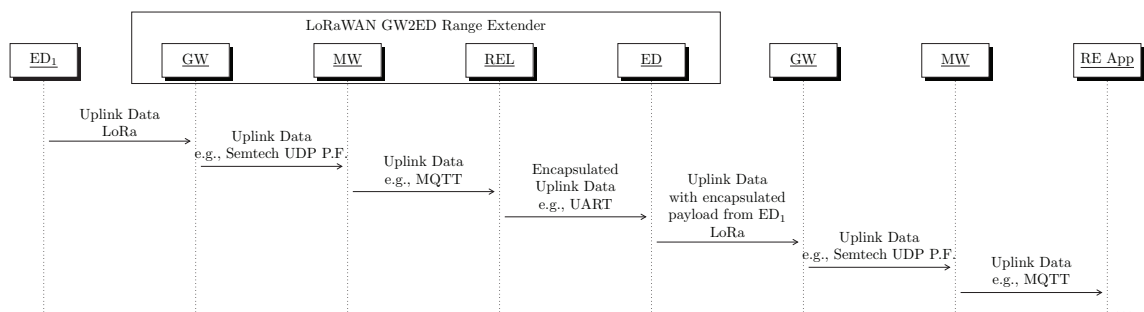 LoRaWAN GW2ED Range Extender
ED₁
GW
MW
REL
ED
GW
MW
RE App
Uplink Data
LoRa
Uplink Data
e.g., Semtech UDP P.F.
Uplink Data
e.g., MQTT
Encapsulated
Uplink Data
e.g., UART
Uplink Data
with encapsulated
payload from ED₁
LoRa
Uplink Data
e.g., Semtech UDP P.F.
Uplink Data
e.g., MQTT